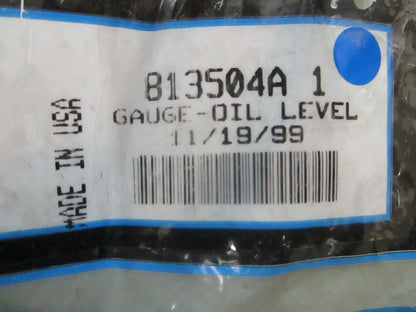 813504A 1
GAUGE-OIL LEVEL
11/19/99
MADE IN USA